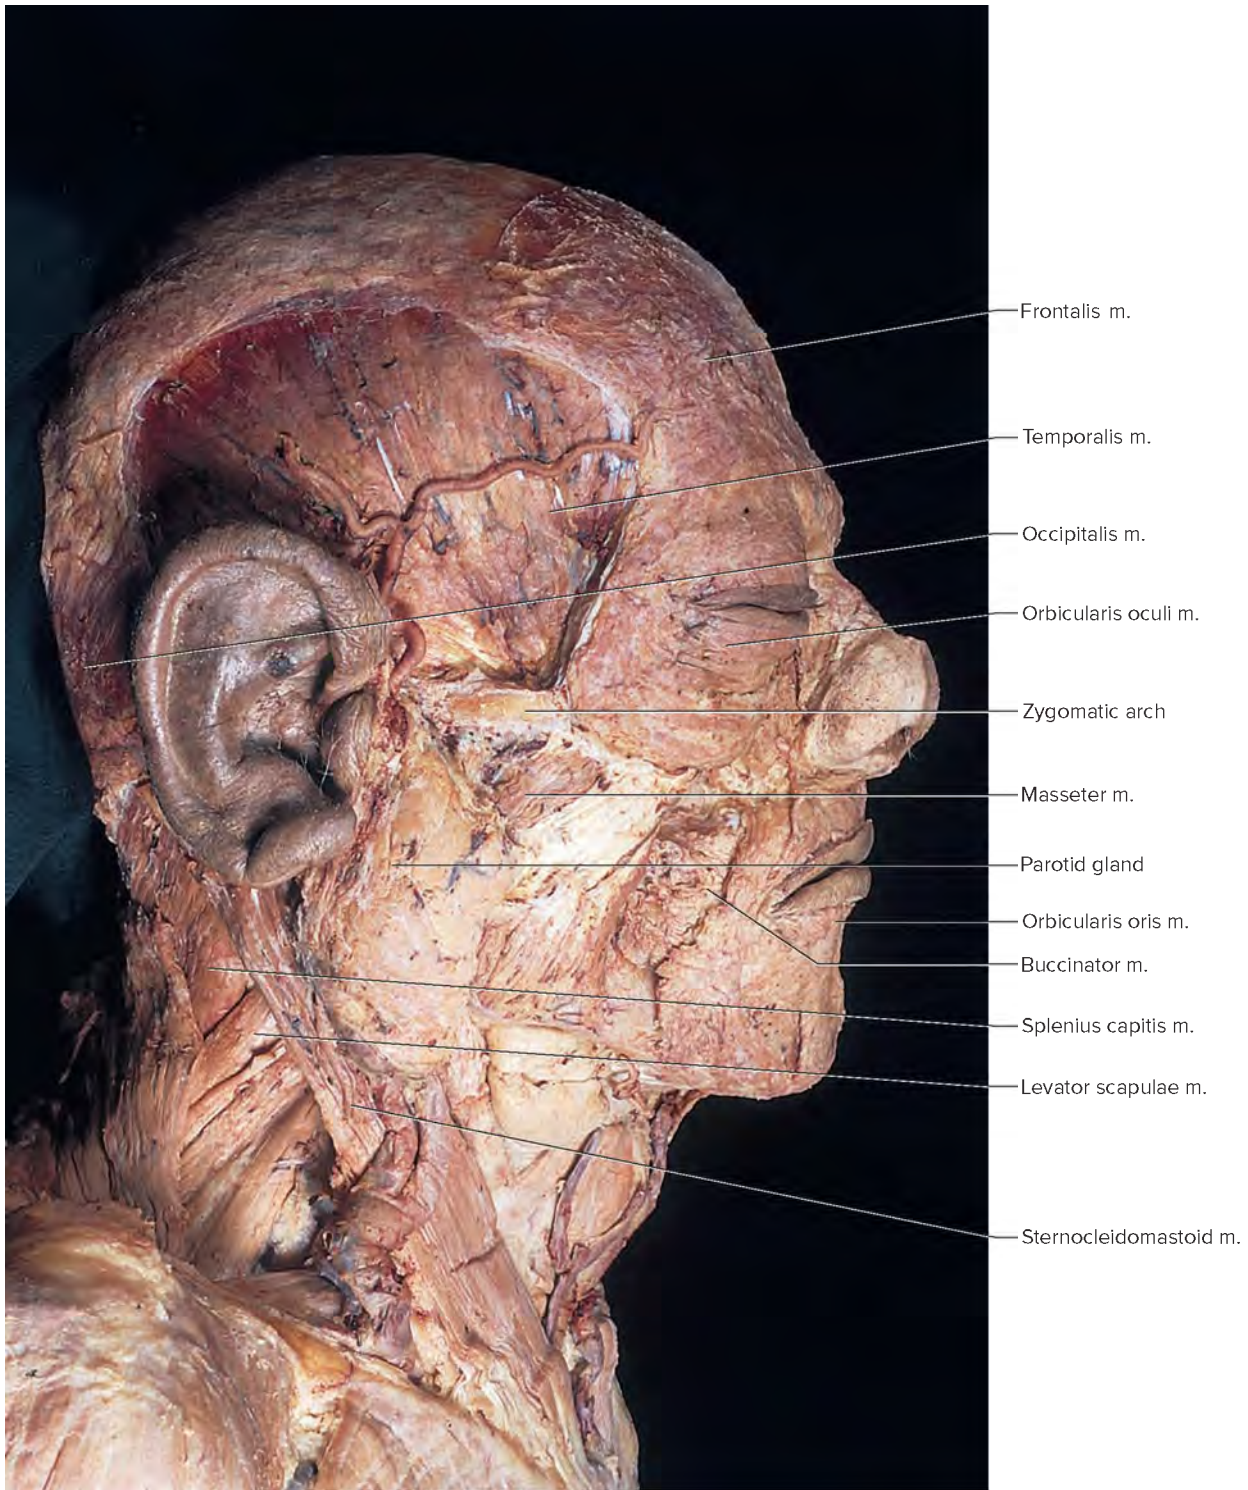 Frontalis m.
Temporalis m.
Occipitalis m.
Orbicularis oculi m.
Zygomatic arch
Masseter m.
Parotid gland
Orbicularis oris m.
Buccinator m.
Splenius capitis m.
Levator scapulae m.
Sternocleidomastoid m.